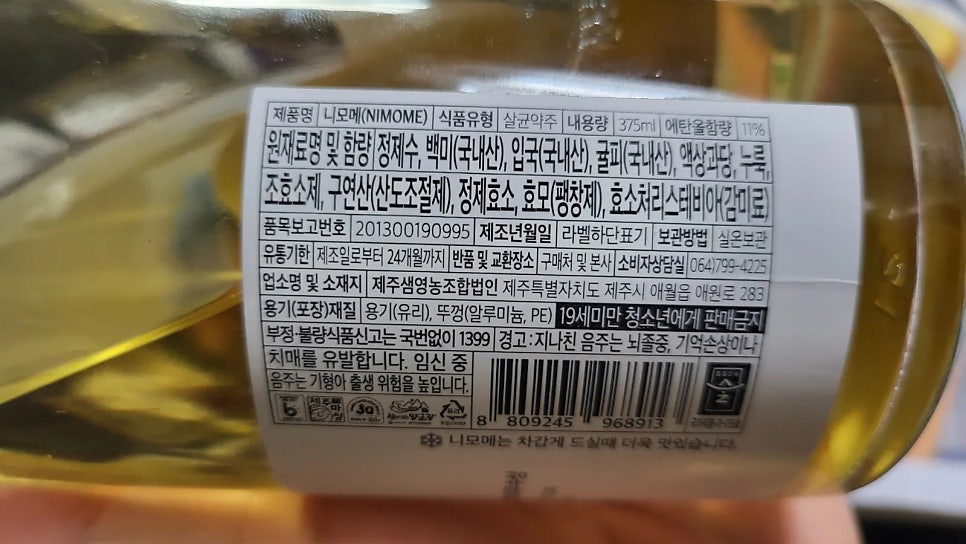 제품명 니모메(NIMOME) 식품유형 살균약주 내용량 375ml 에탄올함량 11%
원재료명 및 함량 정제수, 백미(국내산), 입국(국내산), 귤피(국내산), 액상과당, 누룩,
조효소제, 구연산(산도조절제), 정제효소, 효모(팽창제), 효소처리스테비아(감미료)
품목보고번호 201300190995 제조년월일 라벨하단표기 보관방법 실온보관
유통기한 제조일로부터 24개월까지 반품 및 교환장소 구매처 및 본사 소비자상담실 064)799-4225
업소명 및 소재지 제주샘영농조합법인 제주특별자치도 제주시 애월읍 애원로 283
용기(포장)재질 용기(유리), 뚜껑(알루미늄, PE) 19세미만 청소년에게 판매금지
부정·불량식품신고는 국번없이 1399 경고 : 지나친 음주는 뇌졸중, 기억손상이나
치매를 유발합니다. 임신 중
음주는 기형아 출생 위험을 높입니다.
8 809245 968913
니모메는 차갑게 드실때 더욱 맛있습니다.